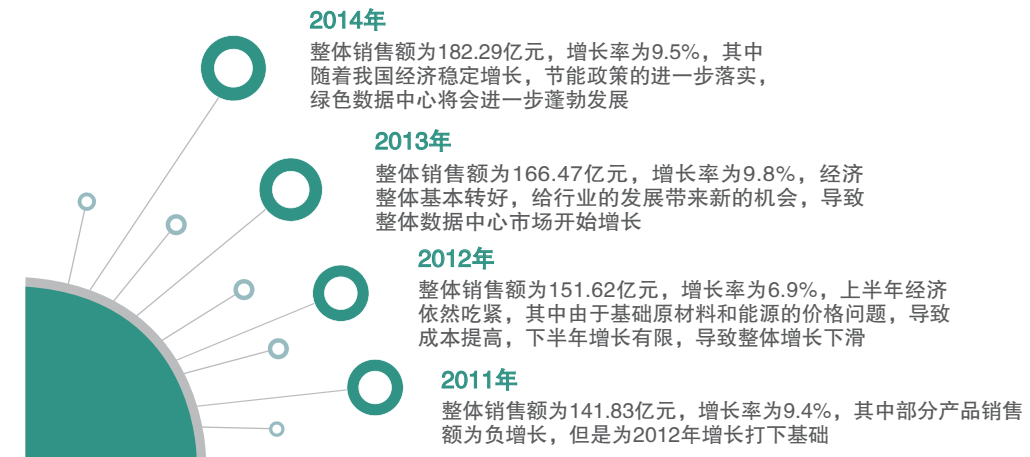 2014年
整体销售额为182.29亿元，增长率为9.5%，其中
随着我国经济稳定增长，节能政策的进一步落实，
绿色数据中心将会进一步蓬勃发展
2013年
整体销售额为166.47亿元，增长率为9.8%，经济
整体基本转好，给行业的发展带来新的机会，导致
整体数据中心市场开始增长
2012年
整体销售额为151.62亿元，增长率为6.9%，上半年经济
依然吃紧，其中由于基础原材料和能源的价格问题，导致
成本提高，下半年增长有限，导致整体增长下滑
2011年
整体销售额为141.83亿元，增长率为9.4%，其中部分产品销售
额为负增长，但是为2012年增长打下基础